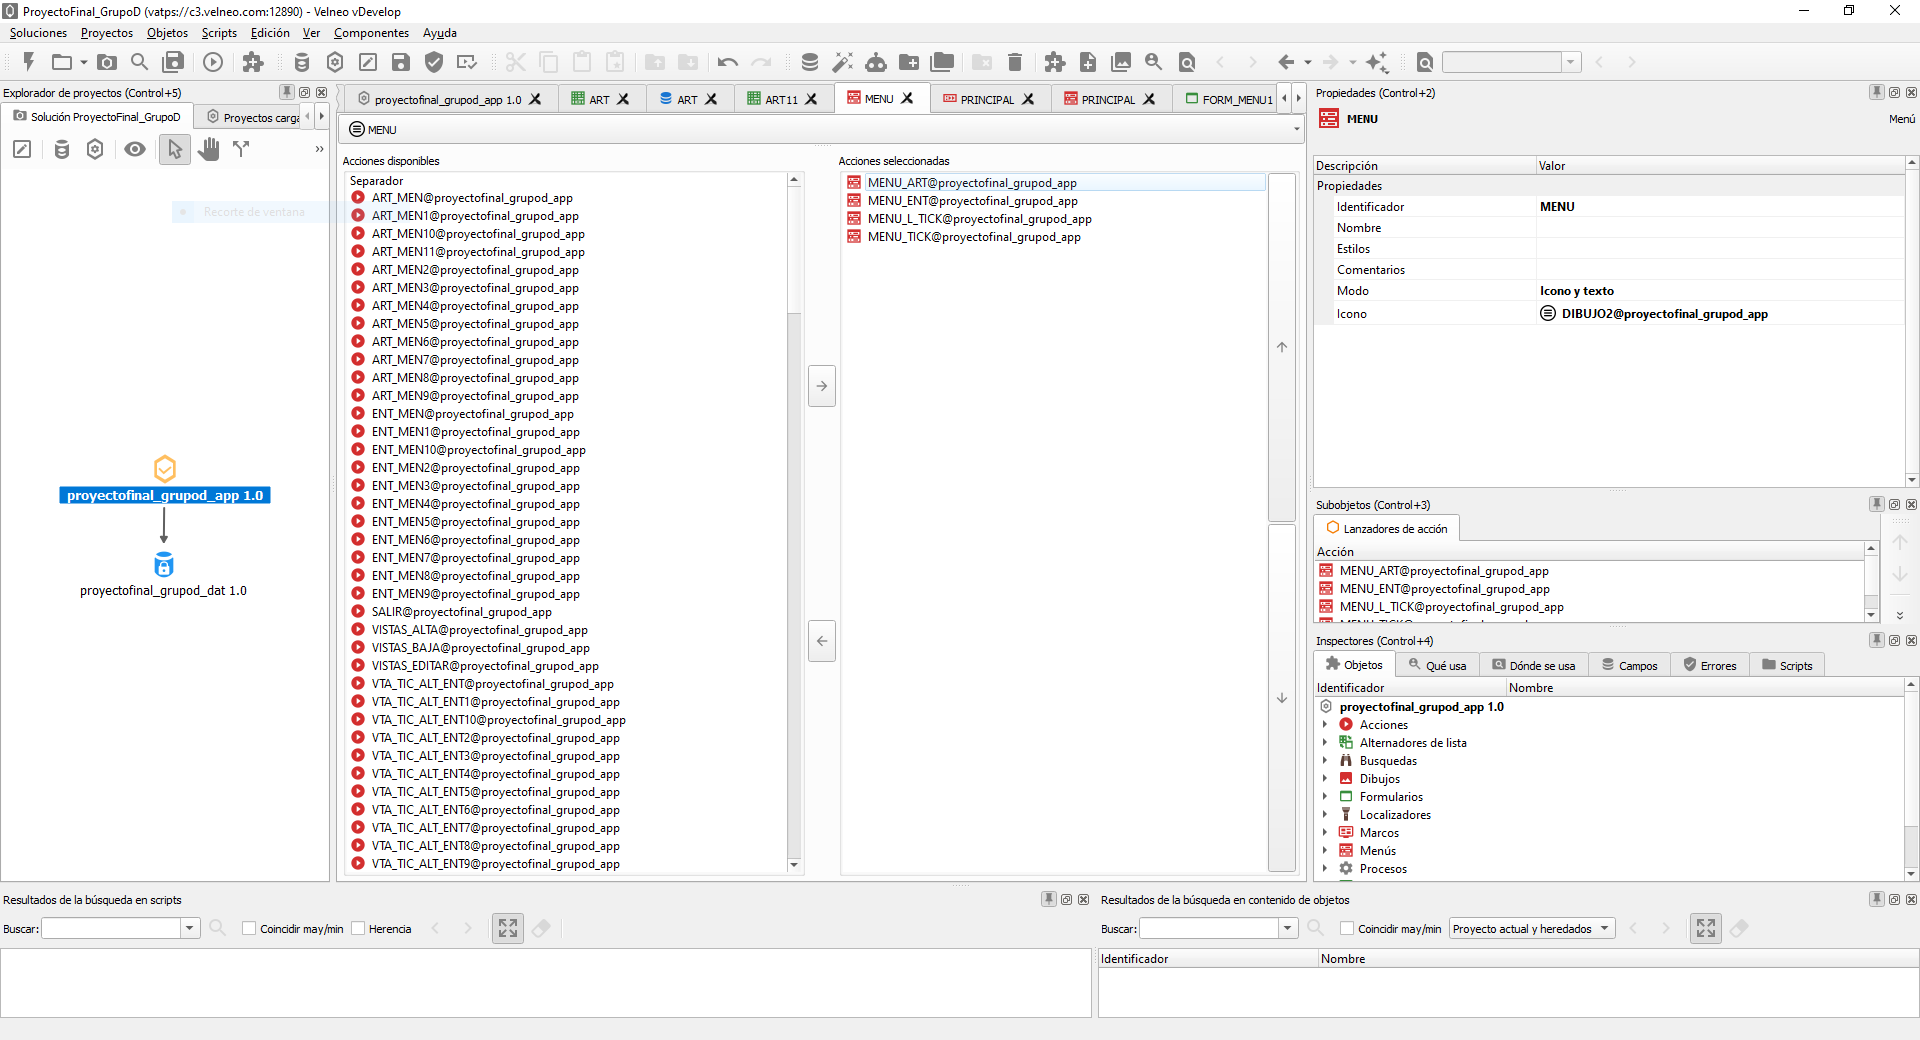 ProyectoFinal_GrupoD (vatps://c3.velneo.com:12890) - Velneo vDevelop
Soluciones Proyectos Objetos Scripts Edición Ver Componentes Ayuda
Explorador de proyectos (Control+5)
Solución ProyectoFinal_GrupoD
Proyectos carga
Recorte de ventana
proyectofinal_grupod_app 1.0
proyectofinal_grupod_dat 1.0
proyectofinal_grupod_app 1.0 ART ART ART11 MENU PRINCIPAL PRINCIPAL FORM_MENU1
MENU
Acciones disponibles
Separador
ART_MEN@proyectofinal_grupod_app
ART_MEN1@proyectofinal_grupod_app
ART_MEN10@proyectofinal_grupod_app
ART_MEN11@proyectofinal_grupod_app
ART_MEN2@proyectofinal_grupod_app
ART_MEN3@proyectofinal_grupod_app
ART_MEN4@proyectofinal_grupod_app
ART_MEN5@proyectofinal_grupod_app
ART_MEN6@proyectofinal_grupod_app
ART_MEN7@proyectofinal_grupod_app
ART_MEN8@proyectofinal_grupod_app
ART_MEN9@proyectofinal_grupod_app
ENT_MEN@proyectofinal_grupod_app
ENT_MEN1@proyectofinal_grupod_app
ENT_MEN10@proyectofinal_grupod_app
ENT_MEN2@proyectofinal_grupod_app
ENT_MEN3@proyectofinal_grupod_app
ENT_MEN4@proyectofinal_grupod_app
ENT_MEN5@proyectofinal_grupod_app
ENT_MEN6@proyectofinal_grupod_app
ENT_MEN7@proyectofinal_grupod_app
ENT_MEN8@proyectofinal_grupod_app
ENT_MEN9@proyectofinal_grupod_app
SALIR@proyectofinal_grupod_app
VISTAS_ALTA@proyectofinal_grupod_app
VISTAS_BAJA@proyectofinal_grupod_app
VISTAS_EDITAR@proyectofinal_grupod_app
VTA_TIC_ALT_ENT@proyectofinal_grupod_app
VTA_TIC_ALT_ENT1@proyectofinal_grupod_app
VTA_TIC_ALT_ENT10@proyectofinal_grupod_app
VTA_TIC_ALT_ENT2@proyectofinal_grupod_app
VTA_TIC_ALT_ENT3@proyectofinal_grupod_app
VTA_TIC_ALT_ENT4@proyectofinal_grupod_app
VTA_TIC_ALT_ENT5@proyectofinal_grupod_app
VTA_TIC_ALT_ENT6@proyectofinal_grupod_app
VTA_TIC_ALT_ENT7@proyectofinal_grupod_app
VTA_TIC_ALT_ENT8@proyectofinal_grupod_app
VTA_TIC_ALT_ENT9@proyectofinal_grupod_app
Acciones seleccionadas
MENU_ART@proyectofinal_grupod_app
MENU_ENT@proyectofinal_grupod_app
MENU_L_TICK@proyectofinal_grupod_app
MENU_TICK@proyectofinal_grupod_app
Propiedades (Control+2)
MENU Menú
Descripción Valor
Propiedades
Identificador MENU
Nombre
Estilos
Comentarios
Modo Icono y texto
Icono DIBUJO2@proyectofinal_grupod_app
Subobjetos (Control+3)
Lanzadores de acción
Acción
MENU_ART@proyectofinal_grupod_app
MENU_ENT@proyectofinal_grupod_app
MENU_L_TICK@proyectofinal_grupod_app
MENU_TICK@proyectofinal_grupod_app
Inspectores (Control+4)
Objetos Qué usa Dónde se usa Campos Errores Scripts
Identificador Nombre
proyectofinal_grupod_app 1.0
Acciones
Alternadores de lista
Busquedas
Dibujos
Formularios
Localizadores
Marcos
Menús
Procesos
Resultados de la búsqueda en scripts
Buscar: Coincidir may/min Herencia
Resultados de la búsqueda en contenido de objetos
Buscar: Coincidir may/min Proyecto actual y heredados
Identificador Nombre